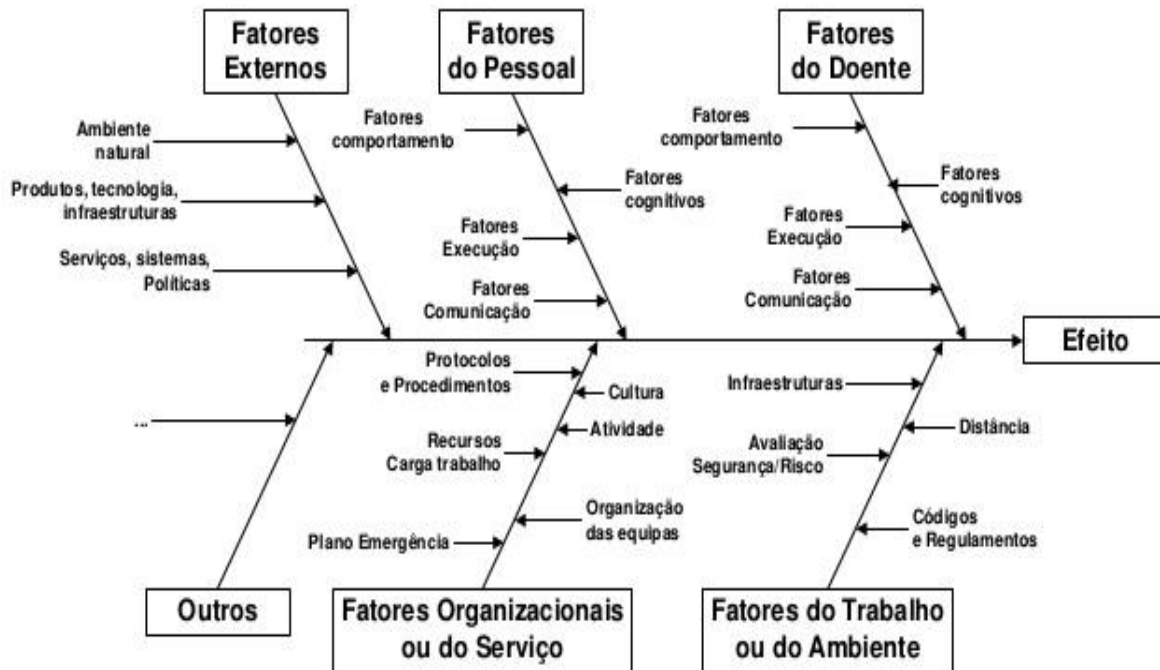 Fatores
Externos
Fatores
do Pessoal
Fatores
do Doente
Ambiente
natural
Produtos, tecnologia,
infraestruturas
Serviços, sistemas,
Políticas
Fatores
comportamento
Fatores
cognitivos
Fatores
Execução
Fatores
Comunicação
Fatores
comportamento
Fatores
cognitivos
Fatores
Execução
Fatores
Comunicação
Efeito
...
Protocolos
e Procedimentos
Cultura
Atividade
Recursos
Carga trabalho
Organização
das equipas
Plano Emergência
Infraestruturas
Distância
Avaliação
Segurança/Risco
Códigos
e Regulamentos
Outros
Fatores Organizacionais
ou do Serviço
Fatores do Trabalho
ou do Ambiente